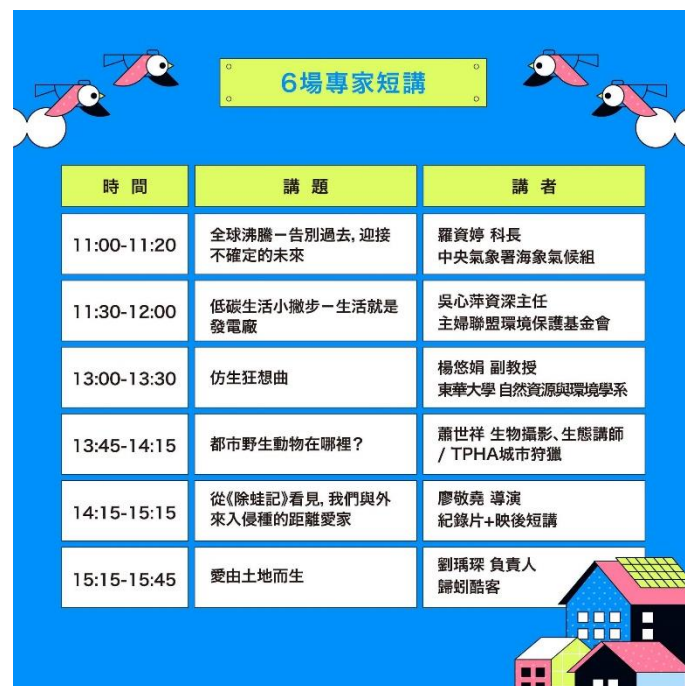 6場專家短講
時間 講題 講者
11:00-11:20
全球沸騰－告別過去, 迎接
不確定的未來
羅資婷 科長
中央氣象署海象氣候組
11:30-12:00
低碳生活小撇步－生活就是
發電廠
吳心萍資深主任
主婦聯盟環境保護基金會
13:00-13:30
仿生狂想曲
楊悠娟 副教授
東華大學 自然資源與環境學系
13:45-14:15
都市野生動物在哪裡？
蕭世祥 生物攝影、生態講師
/ TPHA城市狩獵
14:15-15:15
從《除蛙記》看見, 我們與外
來入侵種的距離愛家
廖敬堯 導演
紀錄片+映後短講
15:15-15:45
愛由土地而生
劉瑀琛 負責人
歸蚓酷客